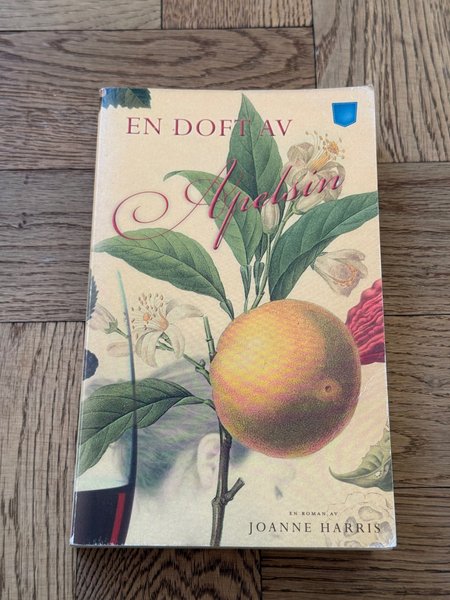 EN DOFT AV
Apelsin
EN ROMAN AV
JOANNE HARRIS